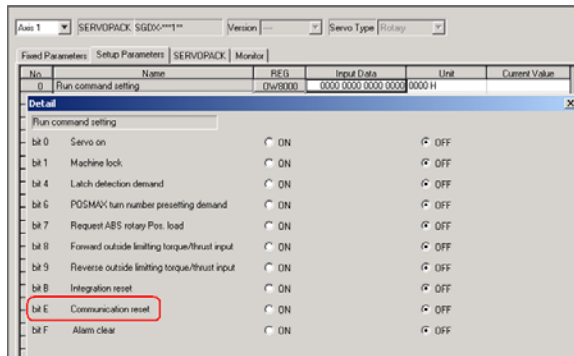 Axis 1 SERVOPACK SGDX-***1** Version --- Servo Type Rotary
Fixed Parameters Setup Parameters SERVOPACK Monitor
No. Name REG Input Data Unit Current Value
0 Run command setting OW8000 0000 0000 0000 0000 0000 H
Detail
Run command setting
bit 0 Servo on ON OFF
bit 1 Machine lock ON OFF
bit 4 Latch detection demand ON OFF
bit 6 POSMAX turn number presetting demand ON OFF
bit 7 Request ABS rotary Pos. load ON OFF
bit 8 Forward outside limitting torque/thrust input ON OFF
bit 9 Reverse outside limitting torque/thrust input ON OFF
bit B Integration reset ON OFF
bit E Communication reset ON OFF
bit F Alarm clear ON OFF